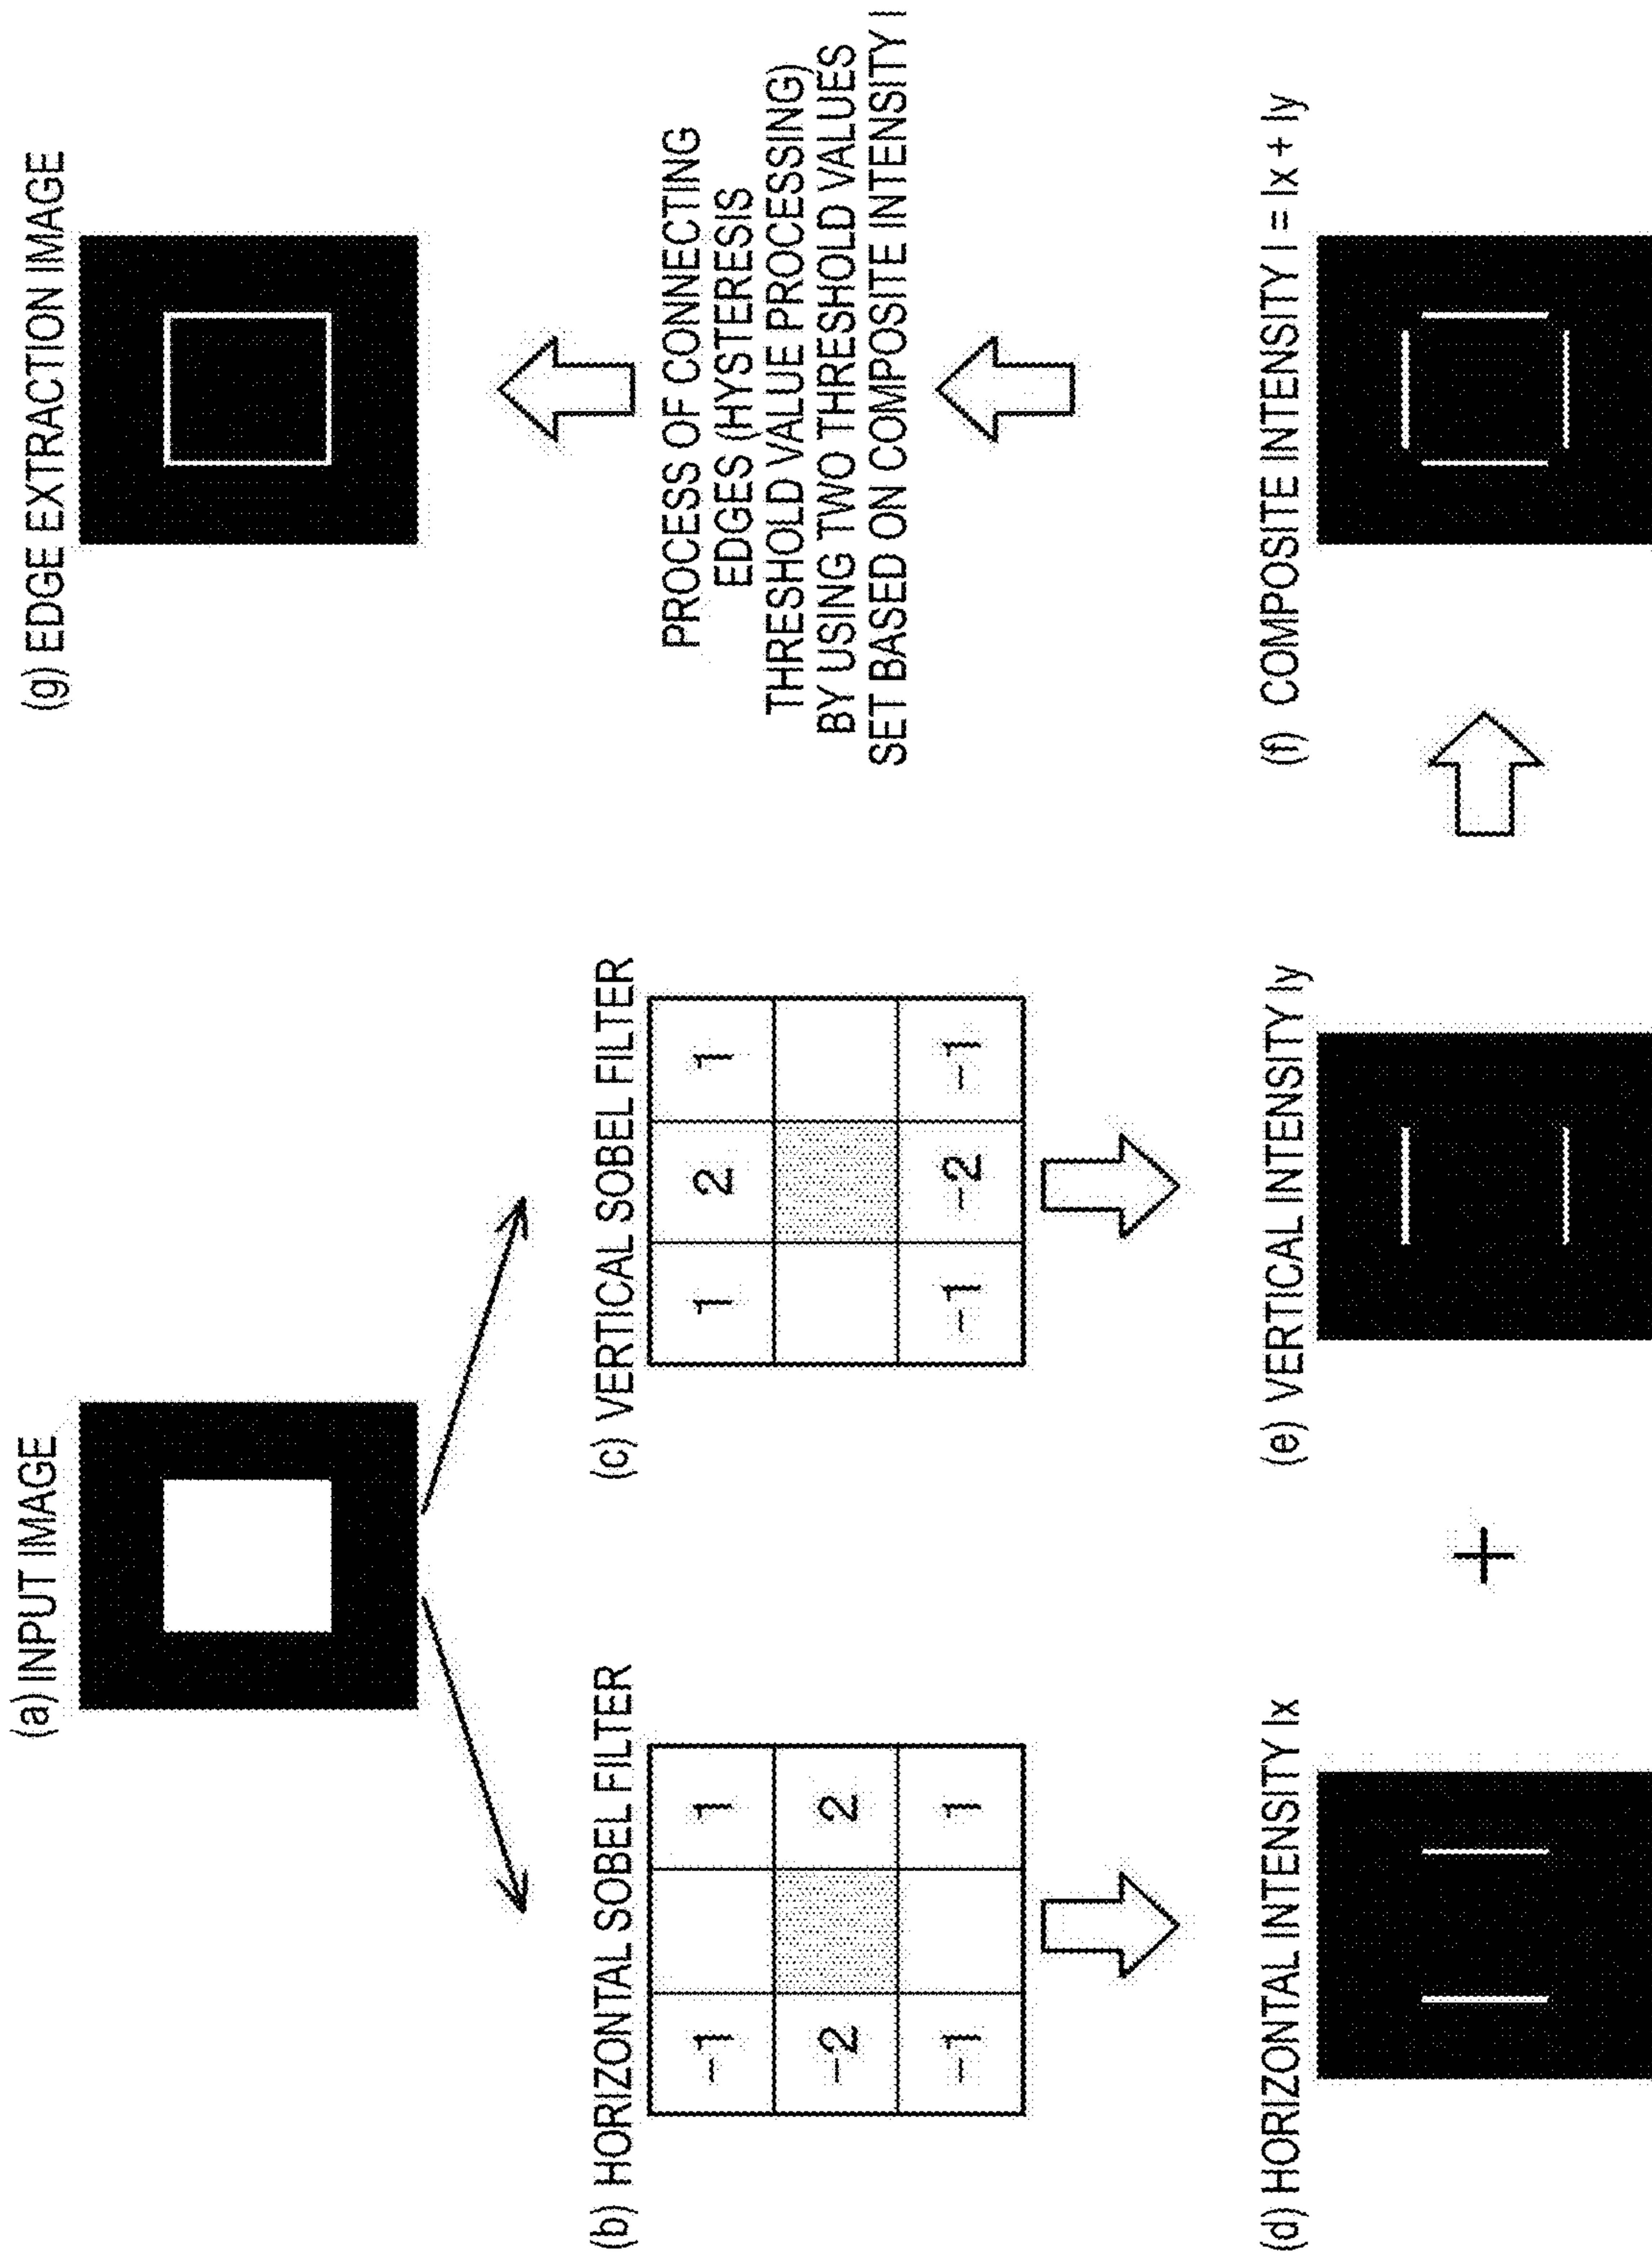 (a) INPUT IMAGE
(b) HORIZONTAL SOBEL FILTER
-1 1
-2 2
-1 1
(c) VERTICAL SOBEL FILTER
1 2 1
-1 -2 -1
(d) HORIZONTAL INTENSITY Ix
+
(e) VERTICAL INTENSITY Iy
(f) COMPOSITE INTENSITY I = Ix + Iy
PROCESS OF CONNECTING
EDGES (HYSTERESIS
THRESHOLD VALUE PROCESSING)
BY USING TWO THRESHOLD VALUES
SET BASED ON COMPOSITE INTENSITY I
(g) EDGE EXTRACTION IMAGE